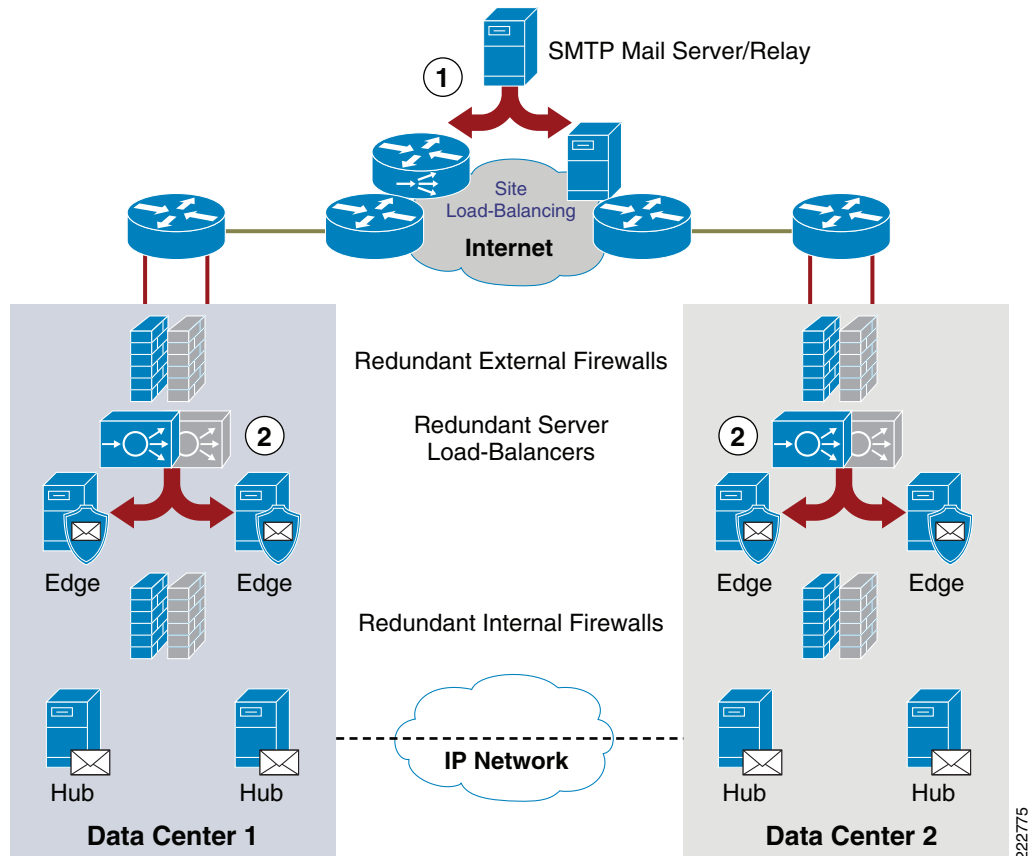 1
SMTP Mail Server/Relay
Site
Load-Balancing
Internet
Redundant External Firewalls
2
Redundant Server
Load-Balancers
2
Edge
Edge
Edge
Edge
Redundant Internal Firewalls
IP Network
Hub
Hub
Hub
Hub
Data Center 1
Data Center 2
222775